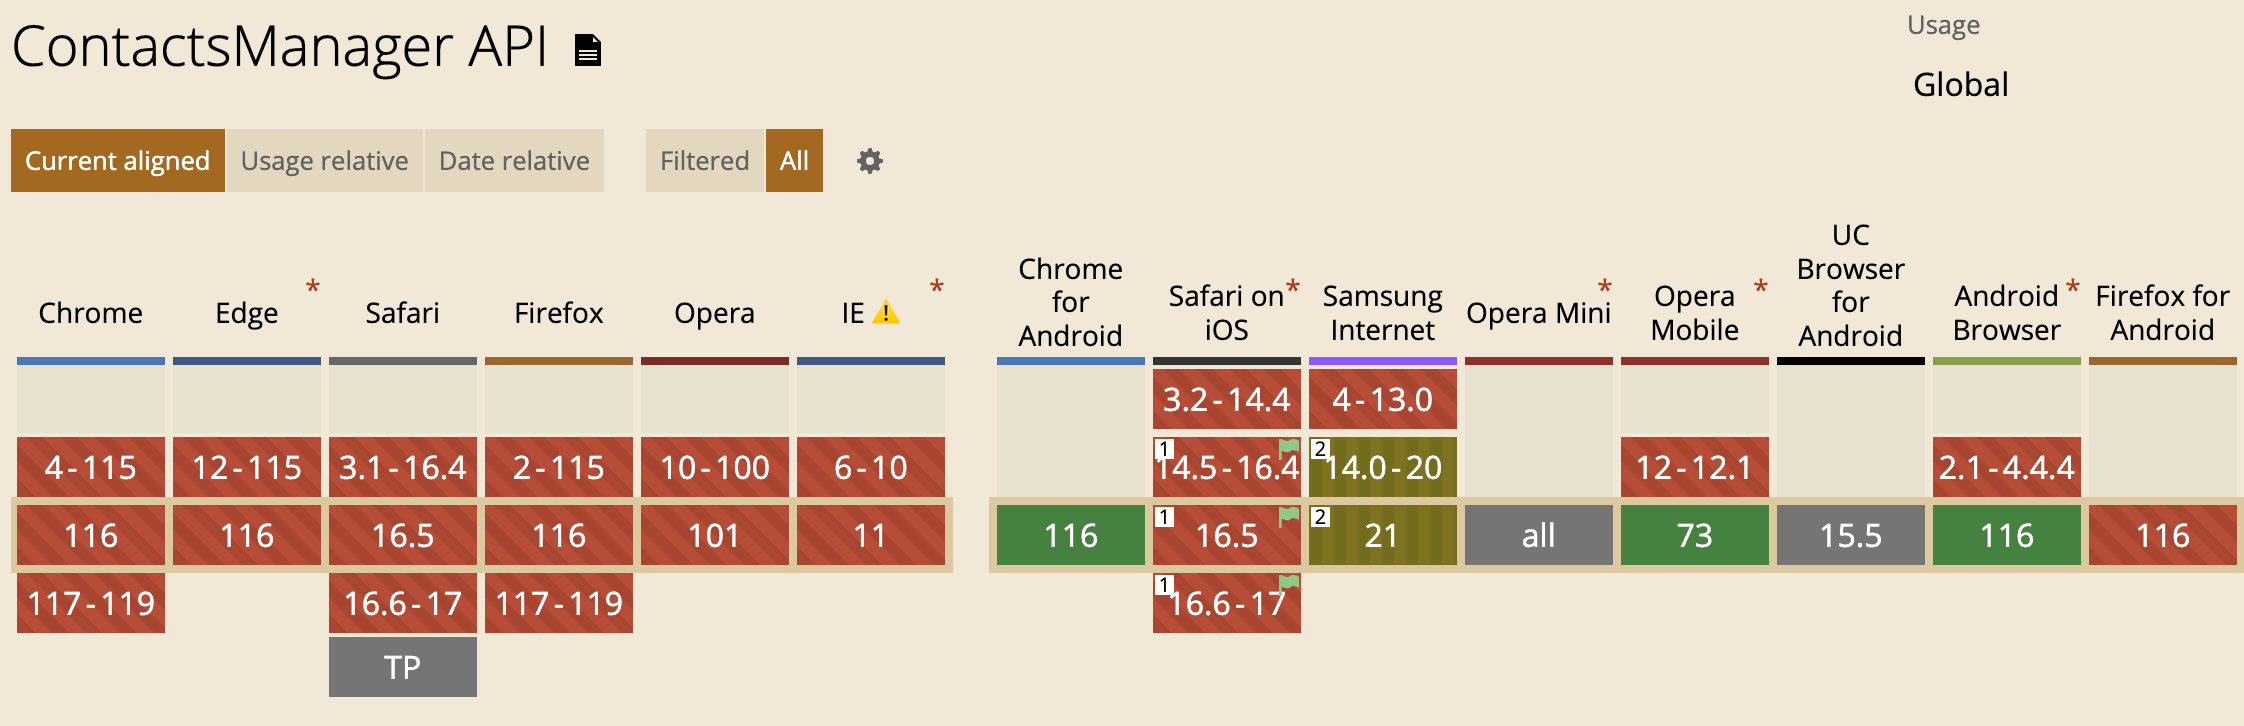 ContactsManager API
Usage
Global
Current aligned
Usage relative
Date relative
Filtered
All
Chrome
Edge *
Safari
Firefox
Opera
IE *
Chrome for Android
Safari on iOS *
Samsung Internet
Opera Mini *
Opera Mobile *
UC Browser for Android
Android Browser *
Firefox for Android
3.2-14.4
4-13.0
4-115
12-115
3.1-16.4
2-115
10-100
6-10
1 14.5-16.4
2 14.0-20
12-12.1
2.1-4.4.4
116
116
16.5
116
101
11
116
1 16.5
2 21
all
73
15.5
116
116
117-119
16.6-17
117-119
1 16.6-17
TP